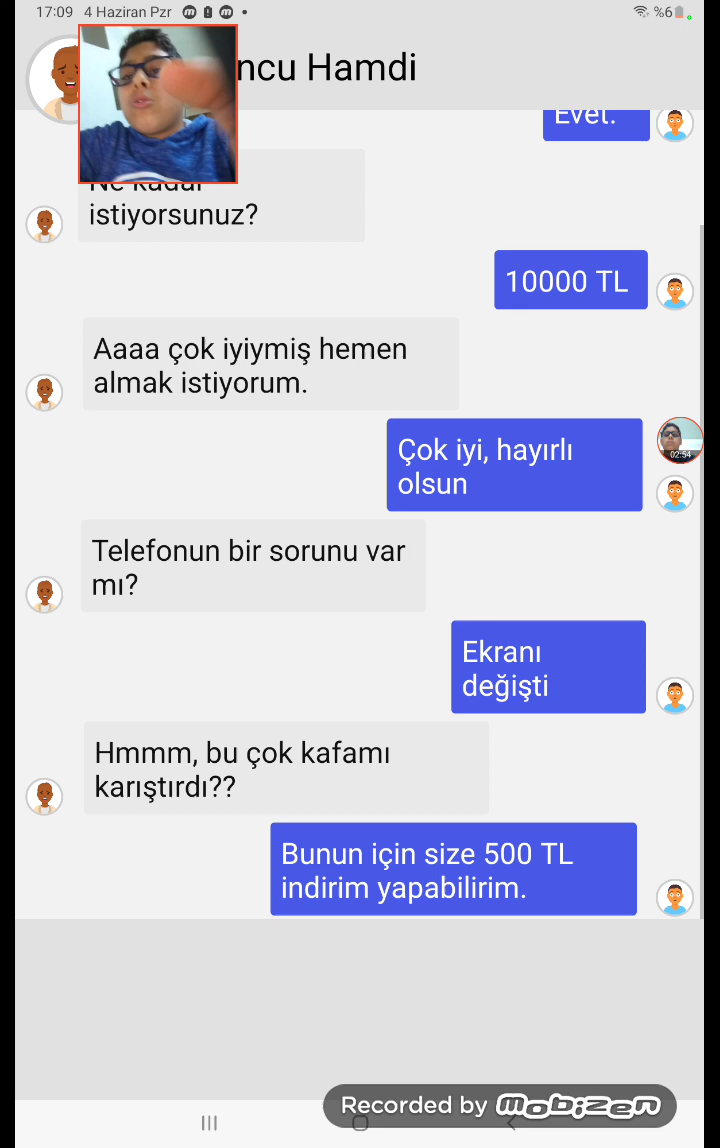 17:09 4 Haziran Pzr
%6
ncu Hamdi
Evet.
Ne kadar
istiyorsunuz?
10000 TL
Aaaa çok iyiymiş hemen
almak istiyorum.
Çok iyi, hayırlı
olsun
02:54
Telefonun bir sorunu var
mı?
Ekranı
değişti
Hmmm, bu çok kafamı
karıştırdı??
Bunun için size 500 TL
indirim yapabilirim.
Recorded by mobizen